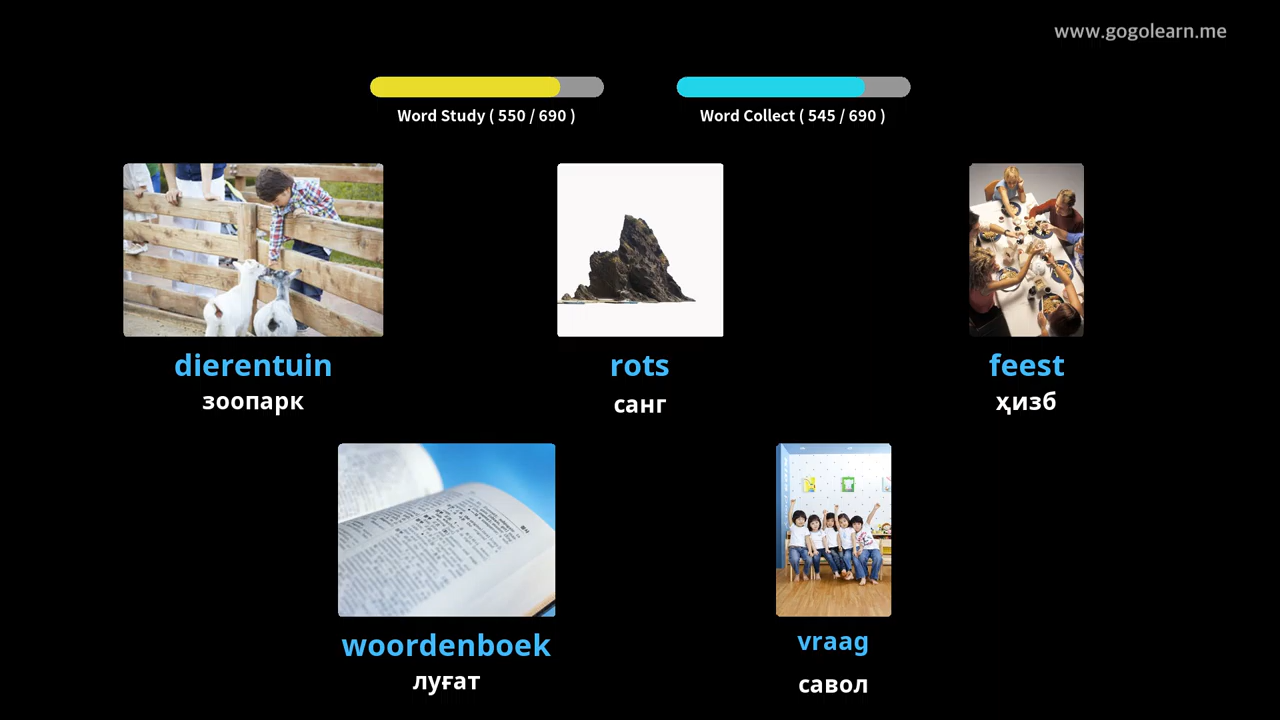 www.gogolearn.me
Word Study ( 550 / 690 )
Word Collect ( 545 / 690 )
dierentuin
зоопарк
rots
санг
feest
ҳизб
woordenboek
луғат
vraag
савол